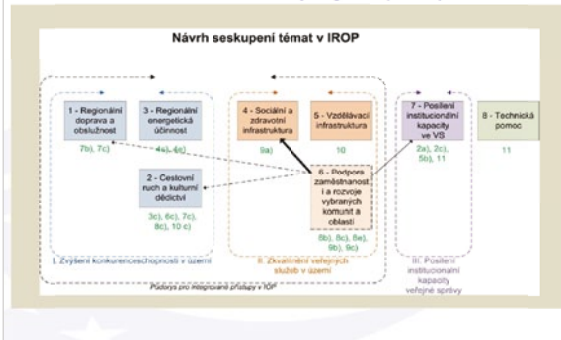 Návrh seskupení témat v IROP
1 - Regionální
doprava a
obslužnost
7b), 7c)
3 - Regionální
energetická
účinnost
4a), 4c)
4 - Sociální a
zdravotní
infrastruktura
9a)
5 - Vzdělávací
infrastruktura
10
7 - Posílení
institucionální
kapacity
ve VS
2a), 2c),
5b), 11
8 - Technická
pomoc
11
2 - Cestovní
ruch a kulturní
dědictví
3c), 6c), 7c),
8c), 10 c)
6 - Podpora
zaměstnanost
i a rozvoje
vybraných
komunit a
oblastí
8b), 8c), 8e),
9b), 9c)
I. Zvýšení konkurenceschopnosti v území
II. Zkvalitnění veřejných
služeb v území
III. Posílení
institucionální
kapacity
veřejné správy
Půdorys pro integrované přístupy v IOP